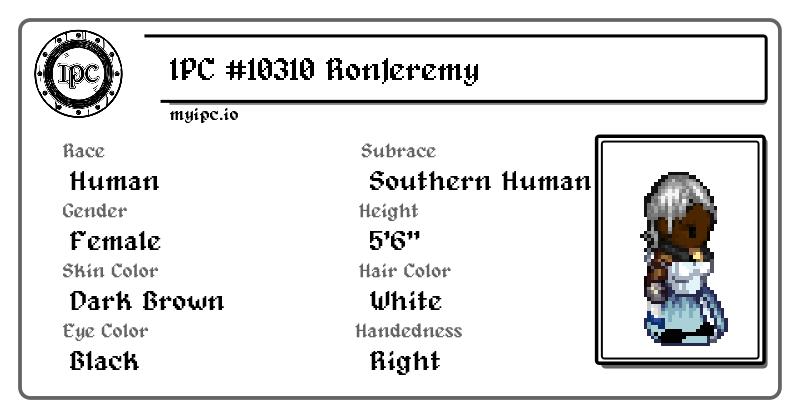 IPC
IPC #10310 RonJeremy
myipc.io
Race
Subrace
Human
Southern Human
Gender
Height
Female
5'6"
Skin Color
Hair Color
Dark Brown
White
Eye Color
Handedness
Black
Right